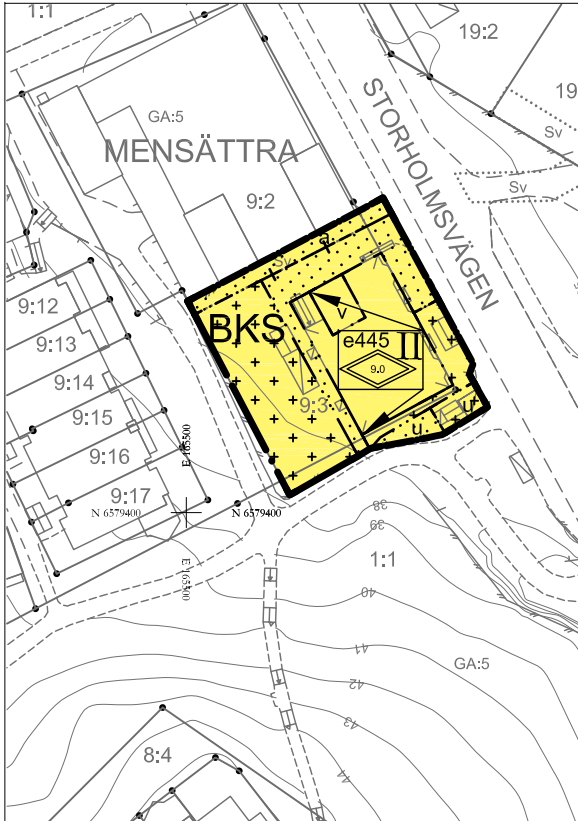 1:1
19:2
19
GA:5
Sv
MENSÄTTRA
STORHOLMSVÄGEN
Sv
9:2
a
Sv
9:12
v
BKS
9:13
e445 II
9.0
9:14
9:3
9:15
u
u
9:16
E 165500
9:17
N 6579400
N 6579400
38
39
1:1
E 165500
40
41
GA:5
42
43
8:4
44